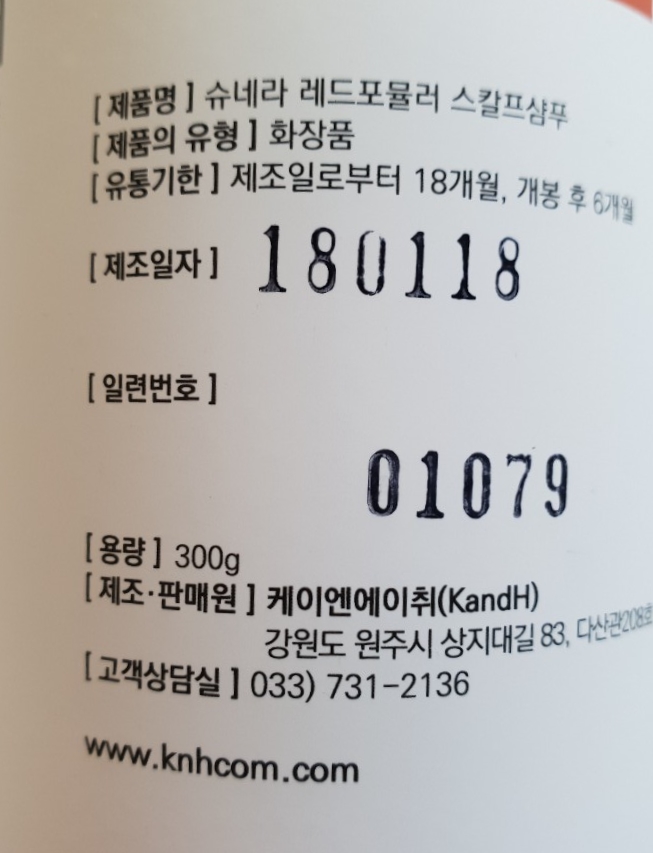 [ 제품명 ] 슈네라 레드포뮬러 스칼프샴푸
[ 제품의 유형 ] 화장품
[ 유통기한 ] 제조일로부터 18개월, 개봉 후 6개월
[ 제조일자 ] 180118
[ 일련번호 ]
01079
[ 용량 ] 300g
[ 제조·판매원 ] 케이엔에이취(KandH)
강원도 원주시 상지대길 83, 다산관208호
[ 고객상담실 ] 033) 731-2136
www.knhcom.com